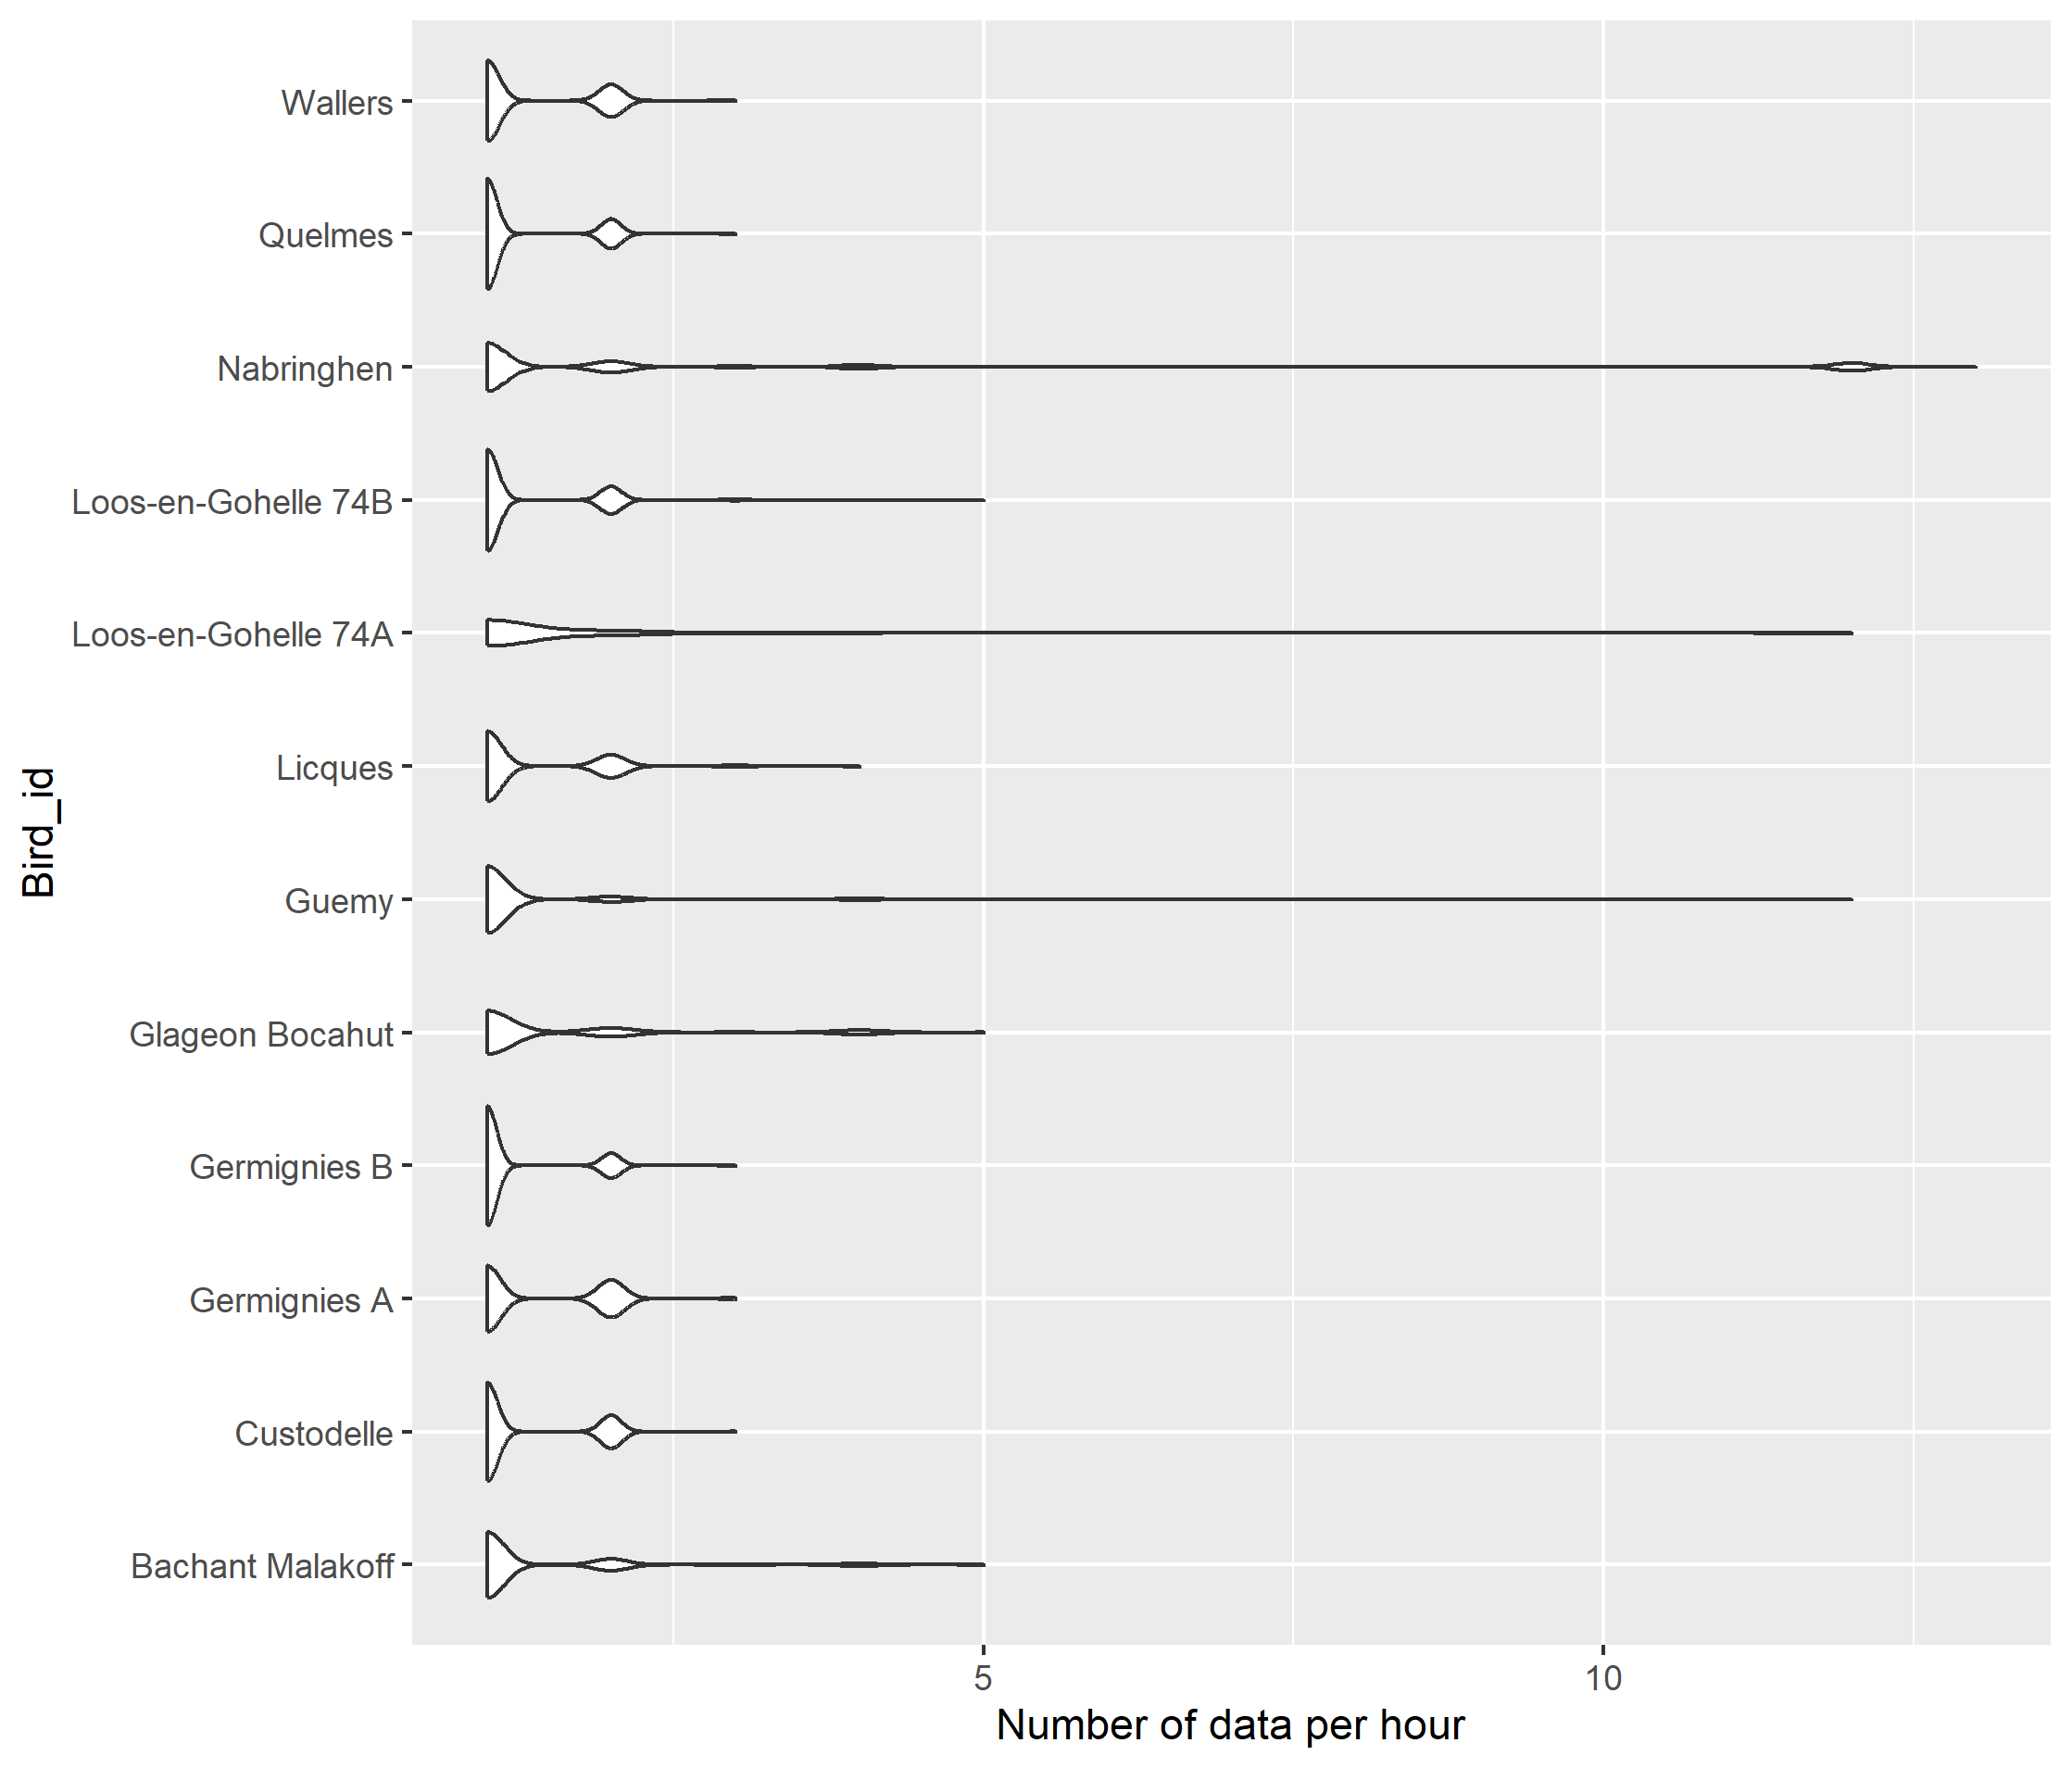 Bird_id
Wallers
Quelmes
Nabringhen
Loos-en-Gohelle 74B
Loos-en-Gohelle 74A
Licques
Guemy
Glageon Bocahut
Germignies B
Germignies A
Custodelle
Bachant Malakoff
5
10
Number of data per hour